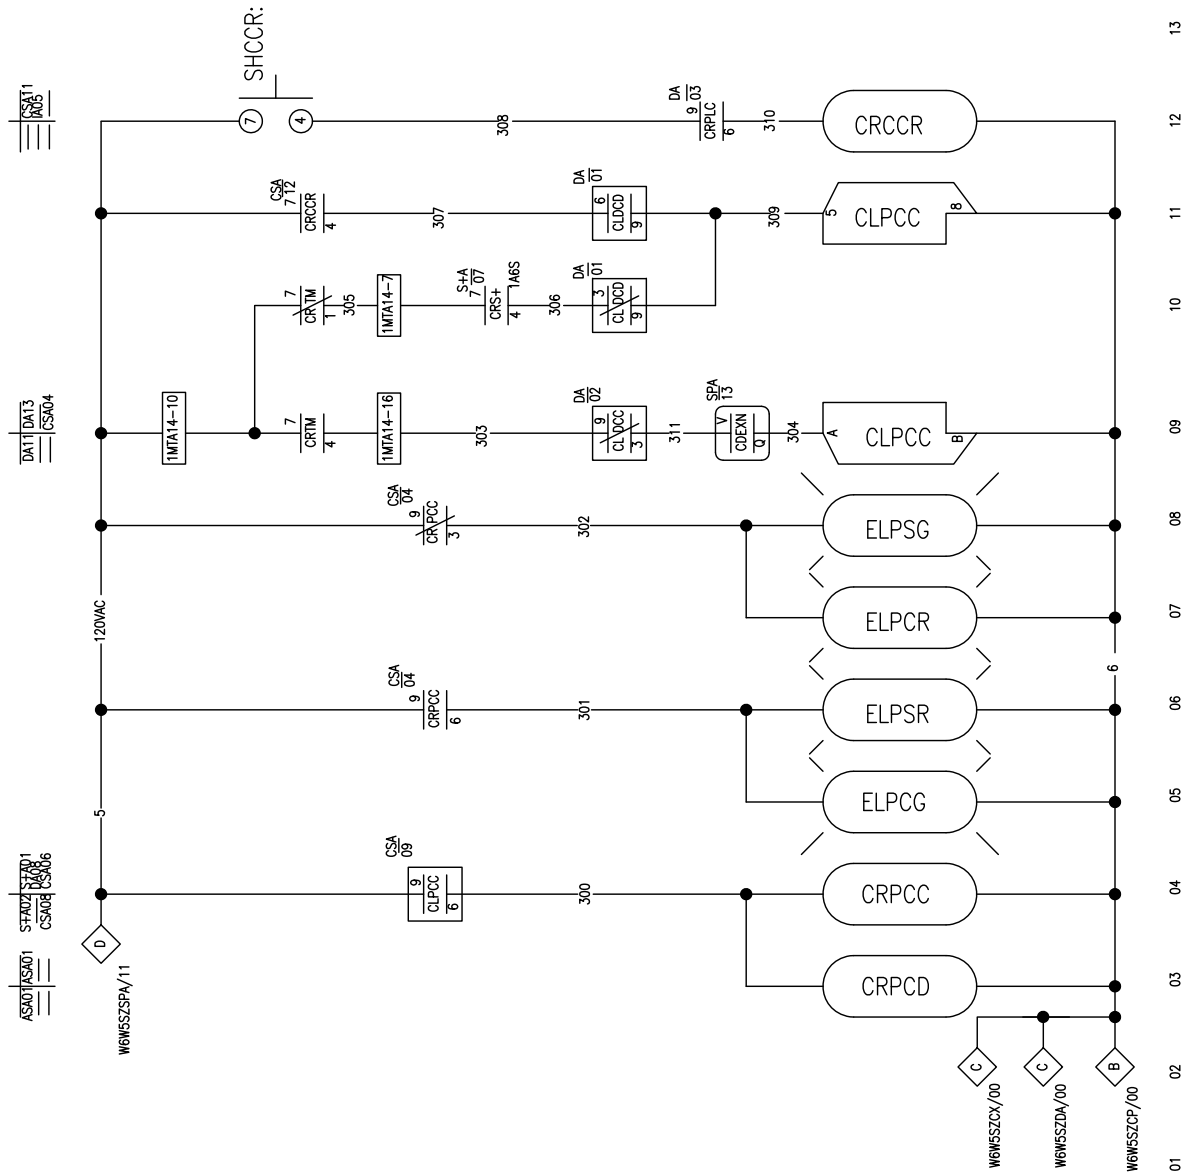 SHCCR:
CSA11
IA05
7
4
308
DA
03
9
CRPLC
6
310
CRCCR
12
13
CSA
12
7
CRCCR
4
307
DA
01
6
CLDCD
9
309
5
CLPCC
8
11
7
CRTM
1
305
1MTA14-7
S+A
07
7
CRS+
4
1A6S
306
DA
01
3
CLDCD
9
10
DA11 DA13
CSA04
1MTA14-10
7
CRTM
4
1MTA14-16
303
DA
02
9
CLDCC
3
311
SPA
13
V
CDEXN
Q
304
A
CLPCC
B
09
CSA
04
9
CRPCC
3
302
ELPSG
08
120VAC
ELPCR
07
6
CSA
04
9
CRPCC
6
301
ELPSR
06
5
ELPCG
05
S+A02 S+A01
DA08
CSA08 CSA06
CSA
09
9
CLPCC
6
300
CRPCC
04
D
W6W5SZSPA/11
ASA01 ASA01
CRPCD
03
C
W6W5SZCX/00
C
W6W5SZDA/00
B
W6W5SZCP/00
02
01